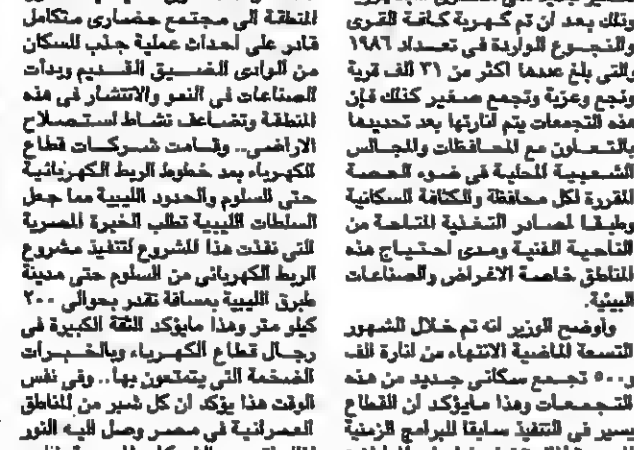 وذلك بعد ان تم كهربة كافة القرى
والنجوع الواردة فى تعداد ١٩٨٦
والتى بلغ عددها اكثر من ٣١ الف قرية
ونجع وعزبة وتجمع صغير كذلك فإن
هذه التجمعات يتم انارتها بعد تحديدها
بالتعاون مع المحافظات والمجالس
الشعبية المحلية فى ضوء الحصة
المقررة لكل محافظة والكثافة السكانية
وطبقا لمصادر التغذية المتاحة من
الناحية الفنية ومدى احتياج هذه
المناطق خاصة الاغراض والصناعات
البيئية.
وأوضح الوزير انه تم خلال الشهور
التسعة الماضية الانتهاء من انارة الف
و٥٠٠ تجمع سكانى جديد من هذه
التجمعات وهذا مايؤكد ان القطاع
يسير فى التنفيذ سابقا للبرامج الزمنية
المنطقة الى مجتمع حضارى متكامل
قادر على احداث عملية جذب للسكان
من الوادى الضيق القديم وبدأت
الصناعات فى النمو والانتشار فى هذه
المنطقة وتضاعف نشاط استصلاح
الاراضى.. وقامت شركات قطاع
الكهرباء بمد خطوط الربط الكهربائية
حتى السلوم والحدود الليبية مما جعل
السلطات الليبية تطلب الخبرة المصرية
التى نفذت هذا المشروع لتنفيذ مشروع
الربط الكهربائى من السلوم حتى مدينة
طبرق الليبية بمسافة تقدر بحوالى ٢٠٠
كيلو متر وهذا مايؤكد الثقة الكبيرة فى
رجال قطاع الكهرباء وبالخبرات
الضخمة التى يتمتعون بها.. وفى نفس
الوقت هذا يؤكد ان كل شبر من المناطق
العمرانية فى مصر وصل اليه النور